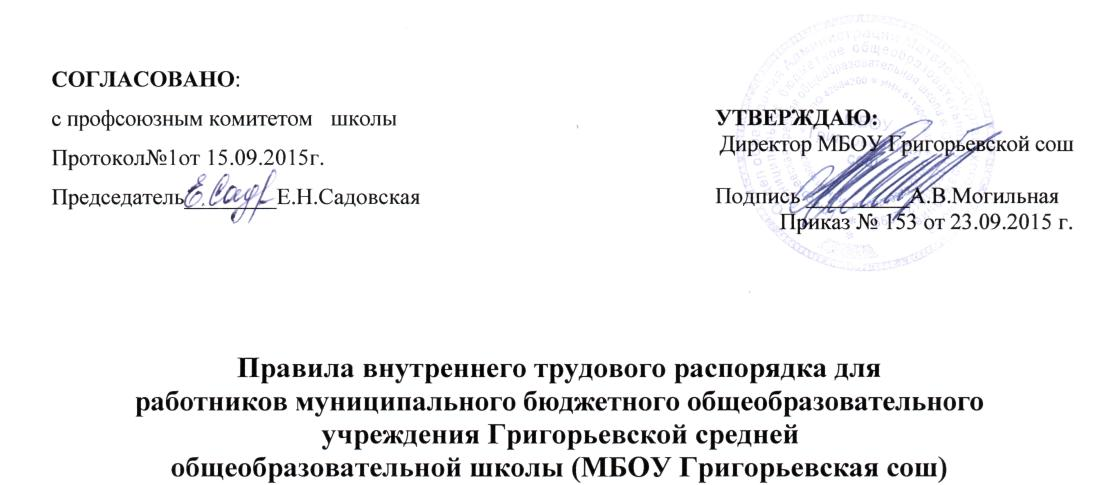 СОГЛАСОВАНО:
с профсоюзным комитетом школы
Протокол№1от 15.09.2015г.
Председатель Е.Садф Е.Н.Садовская
УТВЕРЖДАЮ:
Директор МБОУ Григорьевской сош
Подпись А.В.Могильная
Приказ № 153 от 23.09.2015 г.
Правила внутреннего трудового распорядка для
работников муниципального бюджетного общеобразовательного
учреждения Григорьевской средней
общеобразовательной школы (МБОУ Григорьевская сош)